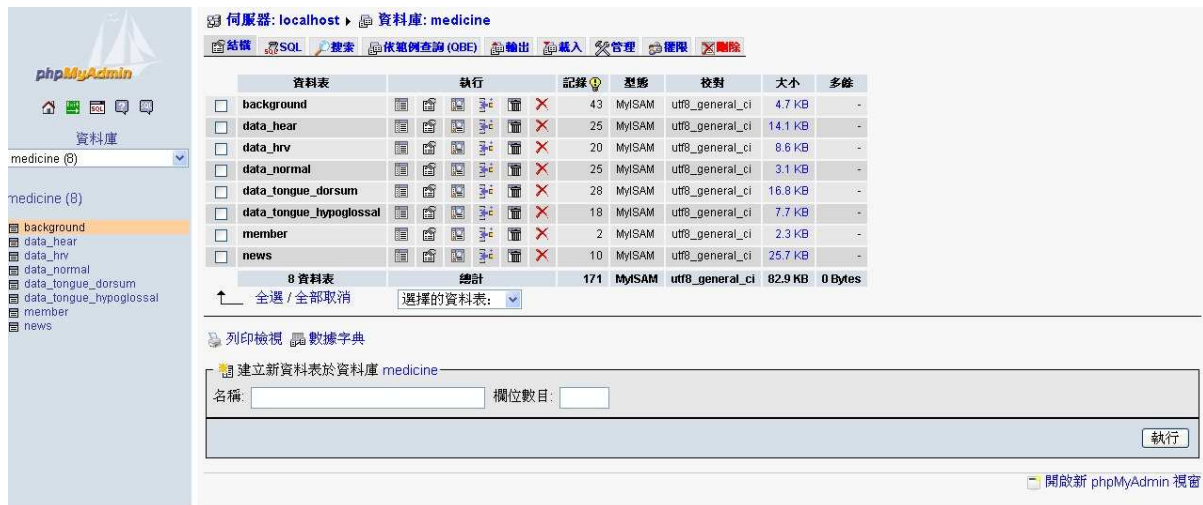 phpMyAdmin
資料庫
medicine (8)
medicine (8)
background
data_hear
data_hrv
data_normal
data_tongue_dorsum
data_tongue_hypoglossal
member
news
伺服器: localhost ▸ 資料庫: medicine
結構 SQL 搜索 依範例查詢 (QBE) 輸出 載入 管理 權限 刪除
資料表 執行 記錄 型態 校對 大小 多餘
background 43 MyISAM utf8_general_ci 4.7 KB -
data_hear 25 MyISAM utf8_general_ci 14.1 KB -
data_hrv 20 MyISAM utf8_general_ci 8.6 KB -
data_normal 25 MyISAM utf8_general_ci 3.1 KB -
data_tongue_dorsum 28 MyISAM utf8_general_ci 16.8 KB -
data_tongue_hypoglossal 18 MyISAM utf8_general_ci 7.7 KB -
member 2 MyISAM utf8_general_ci 2.3 KB -
news 10 MyISAM utf8_general_ci 25.7 KB -
8 資料表 總計 171 MyISAM utf8_general_ci 82.9 KB 0 Bytes
全選 / 全部取消 選擇的資料表:
列印檢視 數據字典
建立新資料表於資料庫 medicine
名稱: 欄位數目:
執行
開啟新 phpMyAdmin 視窗